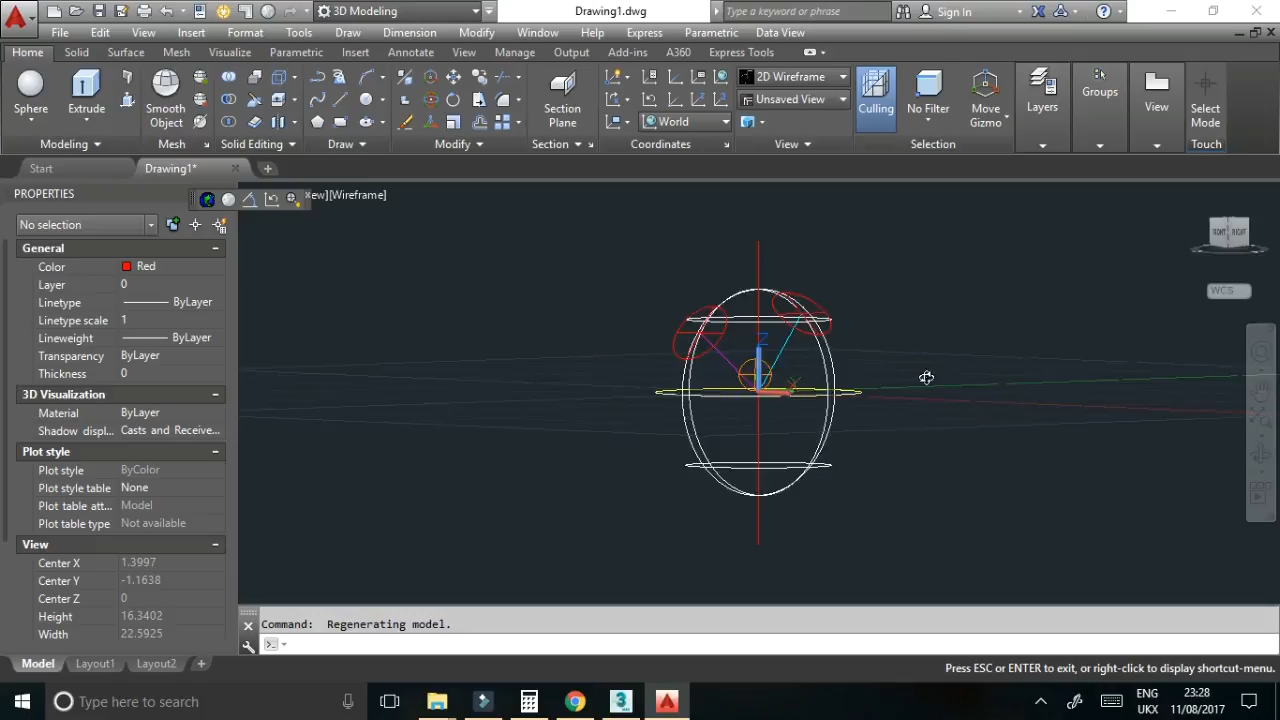 3D Modeling
Drawing1.dwg
Type a keyword or phrase
Sign In
File Edit View Insert Format Tools Draw Dimension Modify Window Help Express Parametric Data View
Home Solid Surface Mesh Visualize Parametric Insert Annotate View Manage Output Add-ins A360 Express Tools
Sphere
Extrude
Smooth
Object
Section
Plane
World
2D Wireframe
Unsaved View
Culling
No Filter
Move
Gizmo
Layers
Groups
View
Select
Mode
Modeling Mesh Solid Editing Draw Modify Section Coordinates View Selection Touch
Start
Drawing1*
PROPERTIES
No selection
General
Color Red
Layer 0
Linetype ByLayer
Linetype scale 1
Lineweight ByLayer
Transparency ByLayer
Thickness 0
3D Visualization
Material ByLayer
Shadow displ... Casts and Receive...
Plot style
Plot style ByColor
Plot style table None
Plot table att... Model
Plot table type Not available
View
Center X 1.3997
Center Y -1.1638
Center Z 0
Height 16.3402
Width 22.5925
iew][Wireframe]
FRONT RIGHT
WCS
Z
Y
Command: Regenerating model.
Model Layout1 Layout2
Press ESC or ENTER to exit, or right-click to display shortcut-menu.
Type here to search
3
ENG
UKX
23:28
11/08/2017